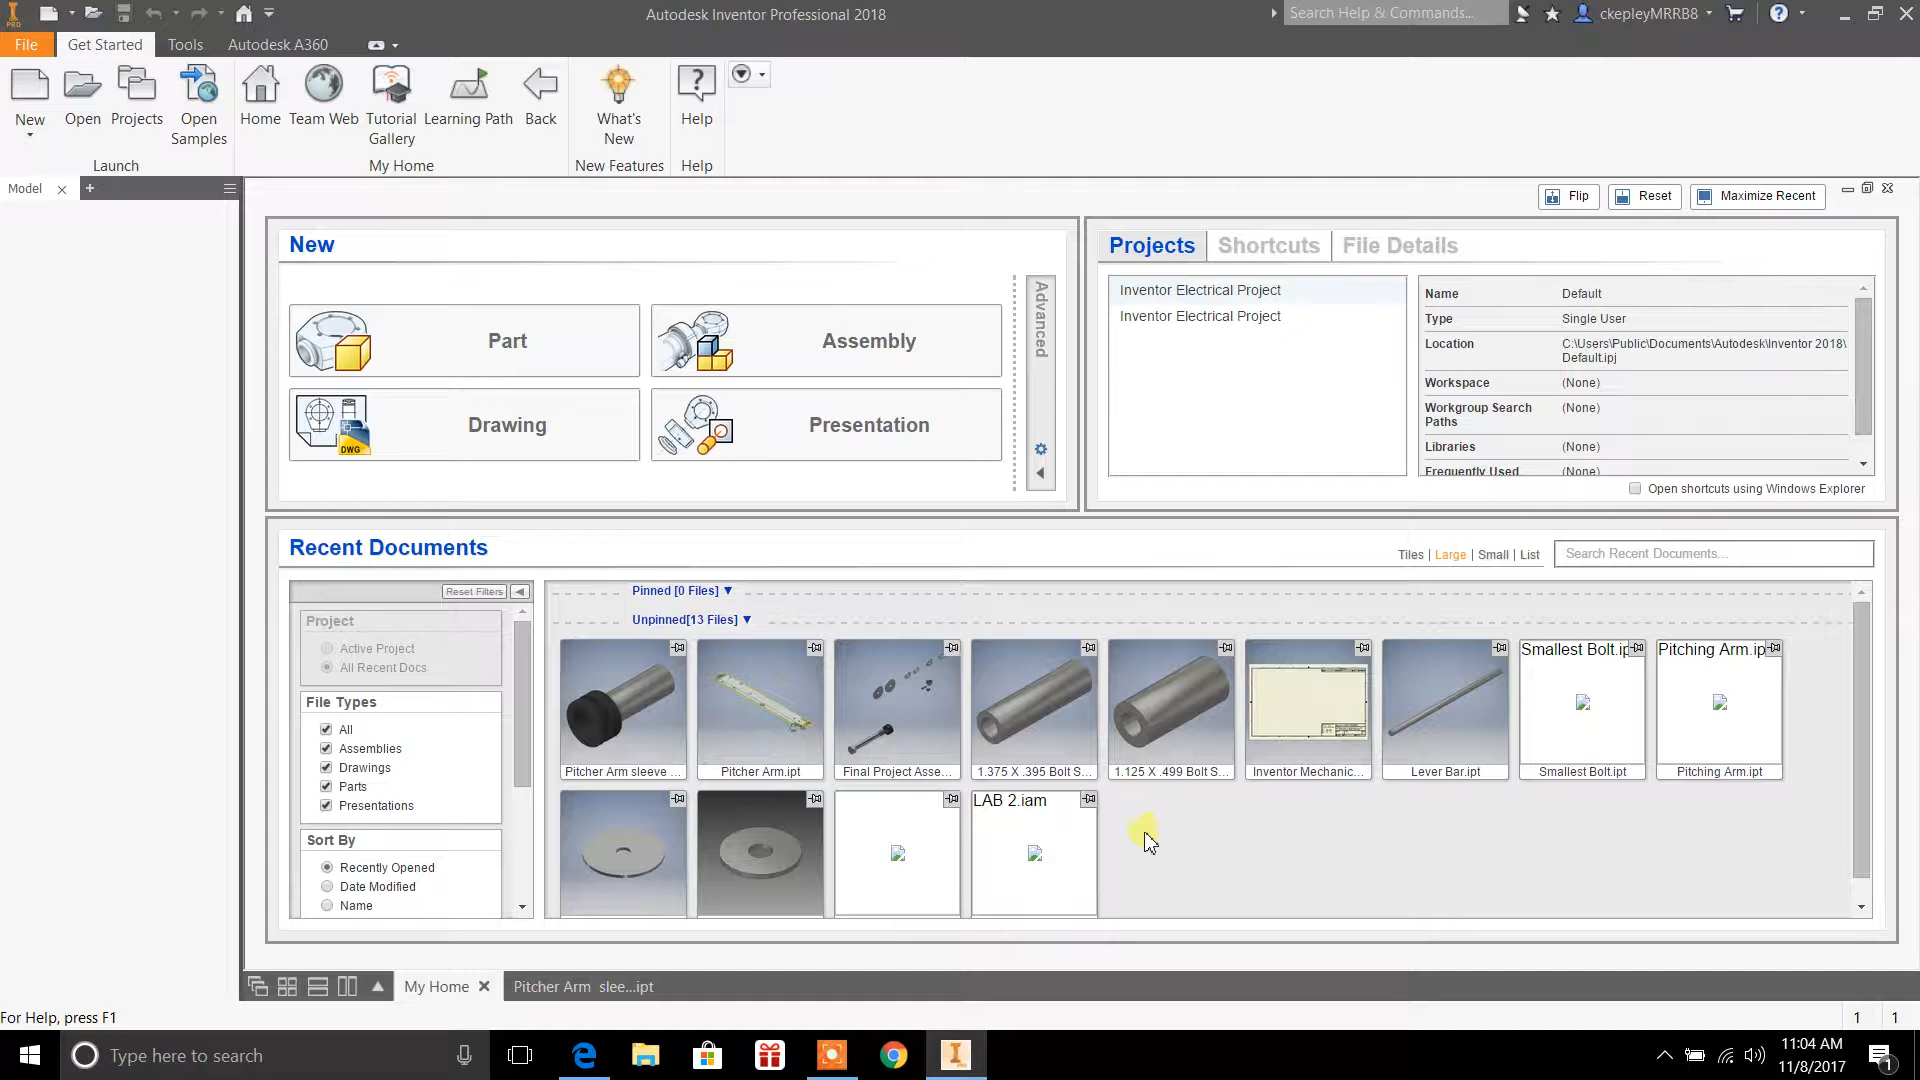 PRO
Autodesk Inventor Professional 2018
Search Help & Commands...
ckepleyMRRB8
File
Get Started
Tools
Autodesk A360
New
Open
Projects
Open
Samples
Home
Team Web
Tutorial
Gallery
Learning Path
Back
What's
New
Help
Launch
My Home
New Features
Help
Model
Flip
Reset
Maximize Recent
New
Part
Assembly
Drawing
DWG
Presentation
Advanced
Projects
Shortcuts
File Details
Inventor Electrical Project
Inventor Electrical Project
Name Default
Type Single User
Location C:\Users\Public\Documents\Autodesk\Inventor 2018\
Default.ipj
Workspace (None)
Workgroup Search (None)
Paths
Libraries (None)
Frequently Used (None)
Open shortcuts using Windows Explorer
Recent Documents
Tiles | Large | Small | List
Search Recent Documents...
Reset Filters
Project
Active Project
All Recent Docs
File Types
All
Assemblies
Drawings
Parts
Presentations
Sort By
Recently Opened
Date Modified
Name
Pinned [0 Files]
Unpinned[13 Files]
Smallest Bolt.ip
Pitching Arm.ip
Pitcher Arm sleeve ...
Pitcher Arm.ipt
Final Project Asse...
1.375 X .395 Bolt S...
1.125 X .499 Bolt S...
Inventor Mechanic...
Lever Bar.ipt
Smallest Bolt.ipt
Pitching Arm.ipt
LAB 2.iam
My Home
Pitcher Arm slee...ipt
For Help, press F1
1 1
Type here to search
11:04 AM
11/8/2017
1